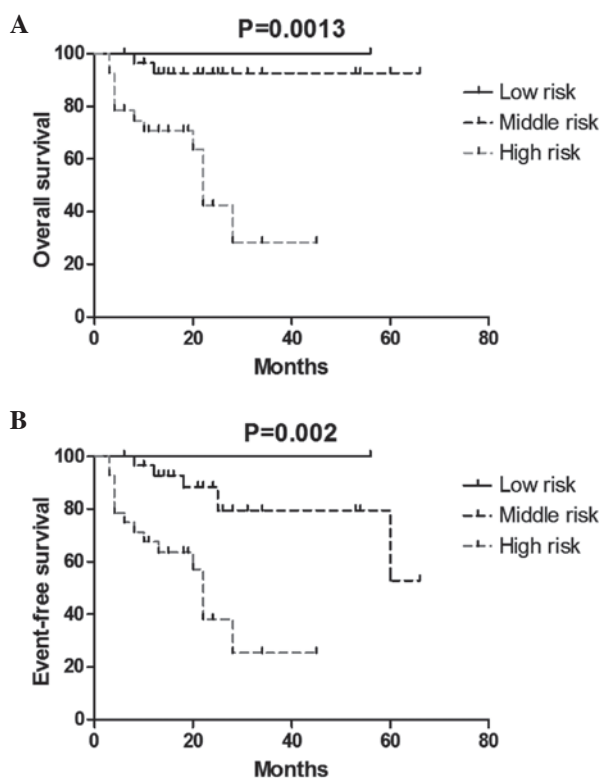 A
P=0.0013
Overall survival
100
80
60
40
20
0
0 20 40 60 80
Months
Low risk
Middle risk
High risk
B
P=0.002
Event-free survival
100
80
60
40
20
0
0 20 40 60 80
Months
Low risk
Middle risk
High risk